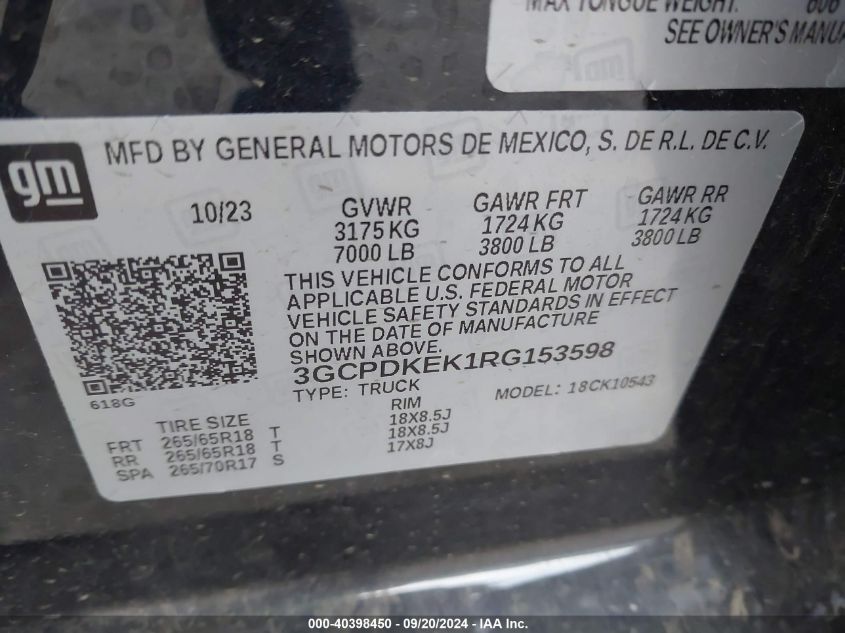 MAX TONGUE WEIGHT:
SEE OWNER'S MANUA
gm
MFD BY GENERAL MOTORS DE MEXICO, S. DE R.L. DE C.V.
10/23 GVWR GAWR FRT GAWR RR
3175 KG 1724 KG 1724 KG
7000 LB 3800 LB 3800 LB
THIS VEHICLE CONFORMS TO ALL
APPLICABLE U.S. FEDERAL MOTOR
VEHICLE SAFETY STANDARDS IN EFFECT
ON THE DATE OF MANUFACTURE
SHOWN ABOVE.
3GCPDKEK1RG153598
TYPE: TRUCK MODEL: 18CK10543
618G
TIRE SIZE RIM
FRT 265/65R18 T 18X8.5J
RR 265/65R18 T 18X8.5J
SPA 265/70R17 S 17X8J
000-40398450 - 09/20/2024 - IAA Inc.